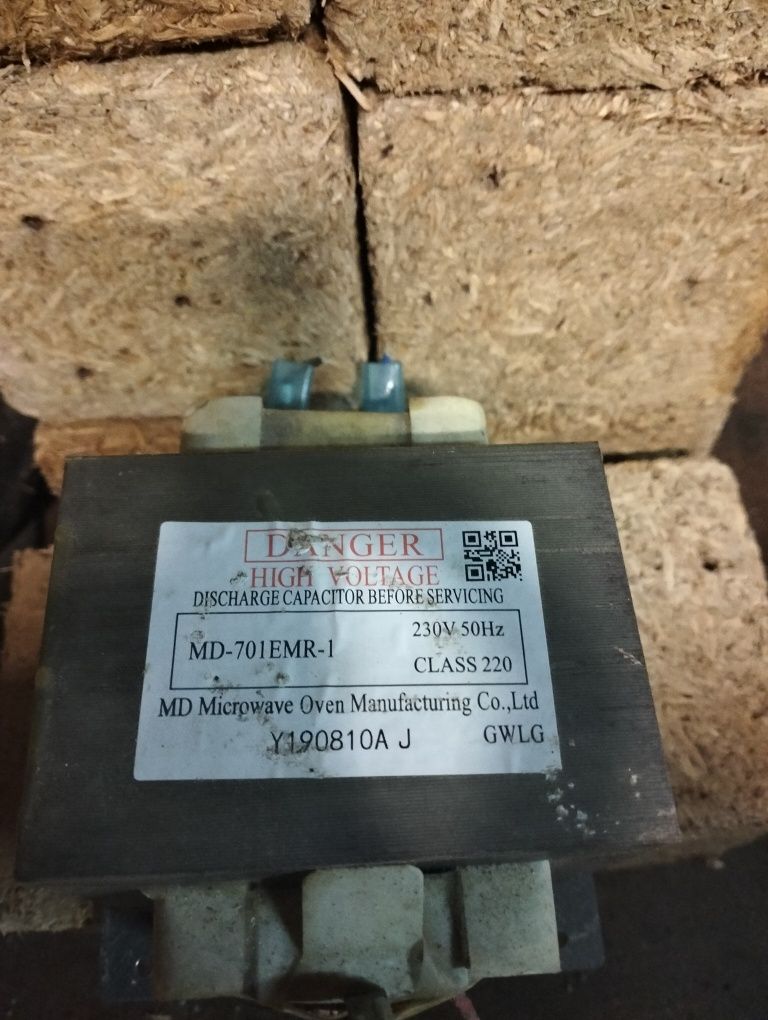 DANGER
HIGH VOLTAGE
DISCHARGE CAPACITOR BEFORE SERVICING
MD-701EMR-1
230V 50Hz
CLASS 220
MD Microwave Oven Manufacturing Co.,Ltd
Y190810A J
GWLG